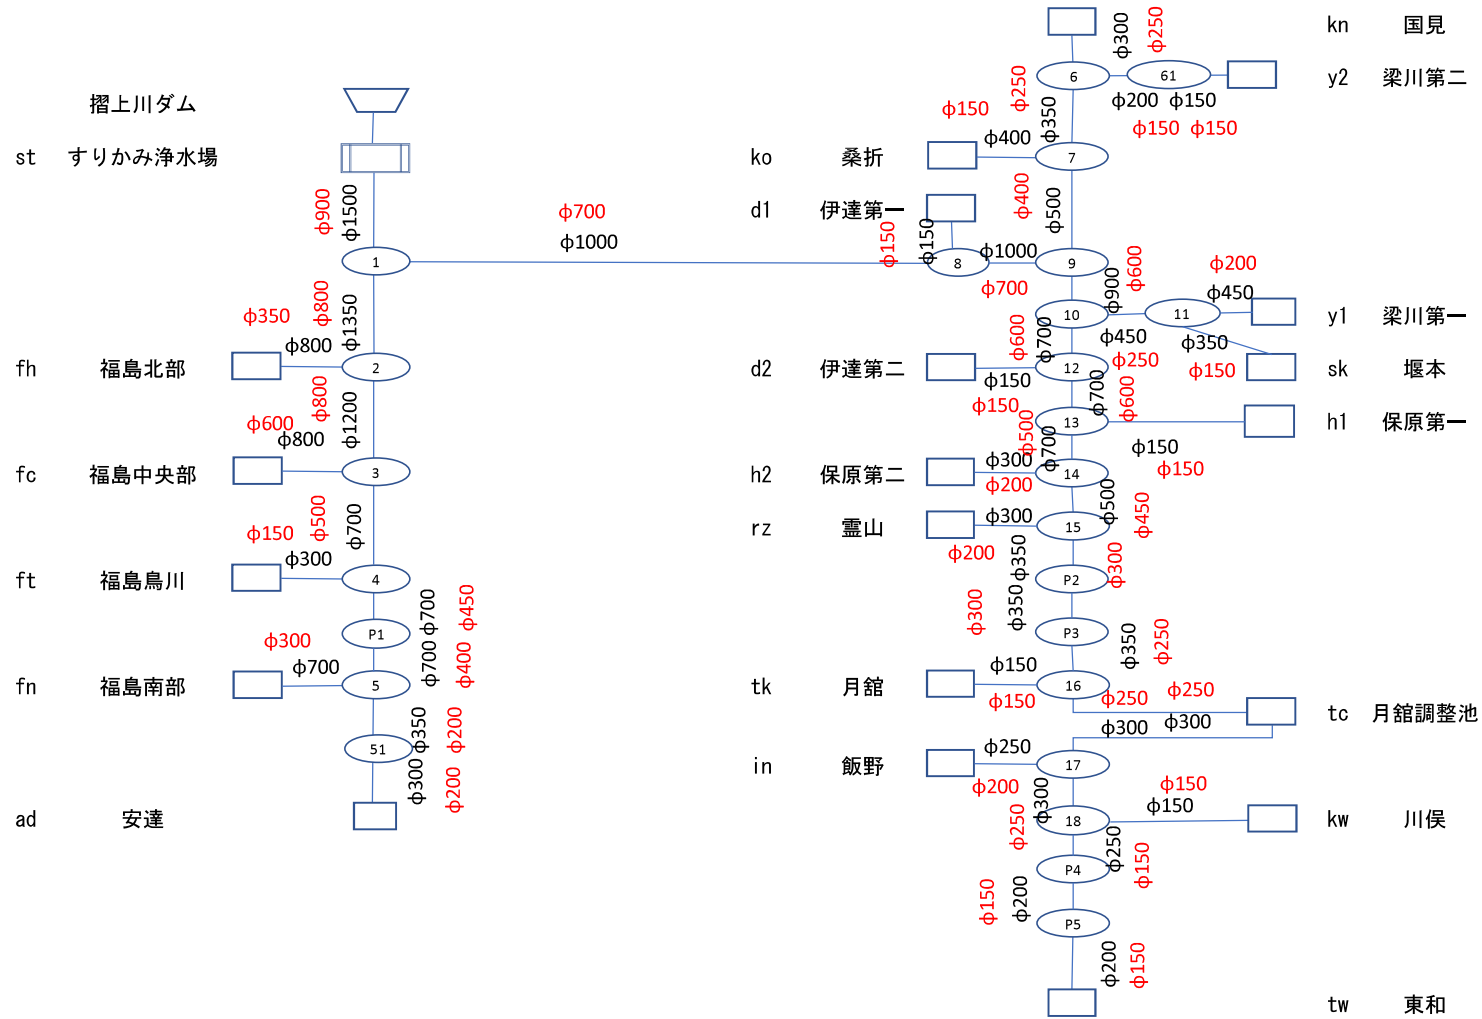 摺上川ダム
st すりかみ浄水場
φ900 φ1500
1
φ700
φ1000
φ800 φ1350
φ350
φ800
fh 福島北部
2
φ800 φ1200
φ600
φ800
fc 福島中央部
3
φ500 φ700
φ150
φ300
ft 福島鳥川
4
φ700 φ450
P1
φ300
φ700
φ700 φ400
fn 福島南部
5
φ350 φ200
51
φ300 φ200
ad 安達
kn 国見
φ300 φ250
6
61
y2 梁川第二
φ200 φ150
φ150 φ150
φ250 φ350
φ150
φ400
ko 桑折
7
φ400 φ500
d1 伊達第一
φ150 φ150
8
φ1000
φ700
9
φ900 φ600
φ200
φ450
10
11
y1 梁川第一
φ450
φ250
φ350
φ150
sk 堰本
φ600 φ700
d2 伊達第二
φ150
φ150
12
φ700 φ600
13
h1 保原第一
φ150
φ150
φ500 φ700
φ300
φ200
h2 保原第二
14
φ500 φ450
rz 霊山
φ300
φ200
15
φ350 φ300
P2
φ300 φ350
P3
φ350 φ250
φ150
φ150
tk 月舘
16
φ250 φ250
φ300 φ300
tc 月舘調整池
φ250
φ200
in 飯野
17
φ250 φ300
φ150
φ150
18
kw 川俣
φ250 φ150
P4
φ150 φ200
P5
φ200 φ150
tw 東和